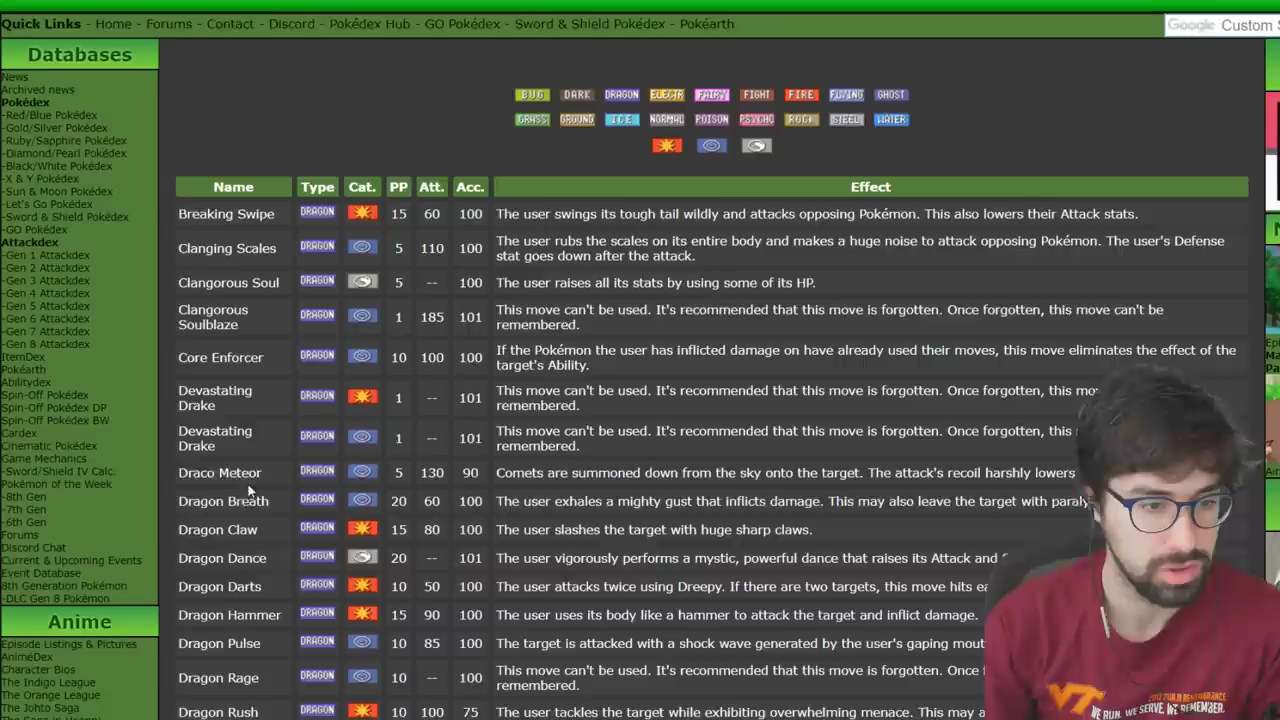 Quick Links - Home - Forums - Contact - Discord - Pokédex Hub - GO Pokédex - Sword & Shield Pokédex - Pokéarth
Google Custom
Databases
News
Archived news
Pokédex
-Red/Blue Pokédex
-Gold/Silver Pokédex
-Ruby/Sapphire Pokédex
-Diamond/Pearl Pokédex
-Black/White Pokédex
-X & Y Pokédex
-Sun & Moon Pokédex
-Let's Go Pokédex
-Sword & Shield Pokédex
-GO Pokédex
Attackdex
-Gen 1 Attackdex
-Gen 2 Attackdex
-Gen 3 Attackdex
-Gen 4 Attackdex
-Gen 5 Attackdex
-Gen 6 Attackdex
-Gen 7 Attackdex
-Gen 8 Attackdex
ItemDex
Pokéarth
Abilitydex
Spin-Off Pokédex
Spin-Off Pokédex DP
Spin-Off Pokédex BW
Cardex
Cinematic Pokédex
Game Mechanics
-Sword/Shield IV Calc.
Pokémon of the Week
-8th Gen
-7th Gen
-6th Gen
Forums
Discord Chat
Current & Upcoming Events
Event Database
8th Generation Pokémon
-DLC Gen 8 Pokémon
Anime
Episode Listings & Pictures
AniméDex
Character Bios
The Indigo League
The Orange League
The Johto Saga
BUG DARK DRAGON ELECTR FAIRY FIGHT FIRE FLYING GHOST
GRASS GROUND ICE NORMAL POISON PSYCHC ROCK STEEL WATER
Name Type Cat. PP Att. Acc. Effect
Breaking Swipe DRAGON 15 60 100 The user swings its tough tail wildly and attacks opposing Pokémon. This also lowers their Attack stats.
Clanging Scales DRAGON 5 110 100 The user rubs the scales on its entire body and makes a huge noise to attack opposing Pokémon. The user's Defense
stat goes down after the attack.
Clangorous Soul DRAGON 5 -- 100 The user raises all its stats by using some of its HP.
Clangorous
Soulblaze DRAGON 1 185 101 This move can't be used. It's recommended that this move is forgotten. Once forgotten, this move can't be
remembered.
Core Enforcer DRAGON 10 100 100 If the Pokémon the user has inflicted damage on have already used their moves, this move eliminates the effect of the
target's Ability.
Devastating
Drake DRAGON 1 -- 101 This move can't be used. It's recommended that this move is forgotten. Once forgotten, this mo
remembered.
Devastating
Drake DRAGON 1 -- 101 This move can't be used. It's recommended that this move is forgotten. Once forgotten, this
remembered.
Draco Meteor DRAGON 5 130 90 Comets are summoned down from the sky onto the target. The attack's recoil harshly lowers
Dragon Breath DRAGON 20 60 100 The user exhales a mighty gust that inflicts damage. This may also leave the target with paraly
Dragon Claw DRAGON 15 80 100 The user slashes the target with huge sharp claws.
Dragon Dance DRAGON 20 -- 101 The user vigorously performs a mystic, powerful dance that raises its Attack and
Dragon Darts DRAGON 10 50 100 The user attacks twice using Dreepy. If there are two targets, this move hits ea
Dragon Hammer DRAGON 15 90 100 The user uses its body like a hammer to attack the target and inflict damage.
Dragon Pulse DRAGON 10 85 100 The target is attacked with a shock wave generated by the user's gaping mout
Dragon Rage DRAGON 10 -- 100 This move can't be used. It's recommended that this move is forgotten. Once f
remembered.
Dragon Rush DRAGON 10 100 75 The user tackles the target while exhibiting overwhelming menace. This may a
VT
WE RUN. WE SERVE. WE REMEMBER.